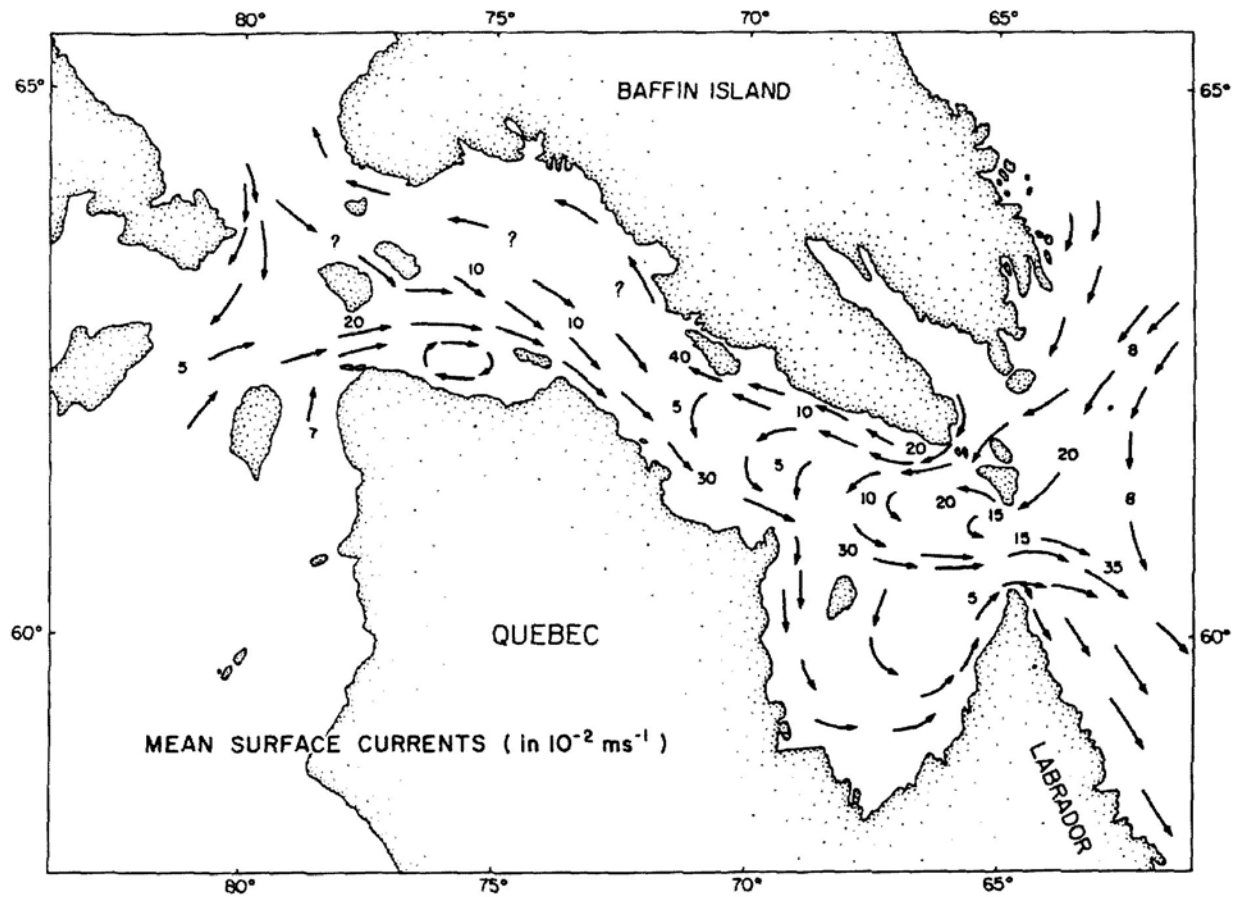 80° 75° 70° 65°
65° BAFFIN ISLAND 65°
?
?
10
?
20 10
5 40 8
5 10
? 20
30 5 20
10 20 8
15
30 15 35
5
60° QUEBEC 60°
MEAN SURFACE CURRENTS ( in 10⁻² ms⁻¹ )
LABRADOR
80° 75° 70° 65°